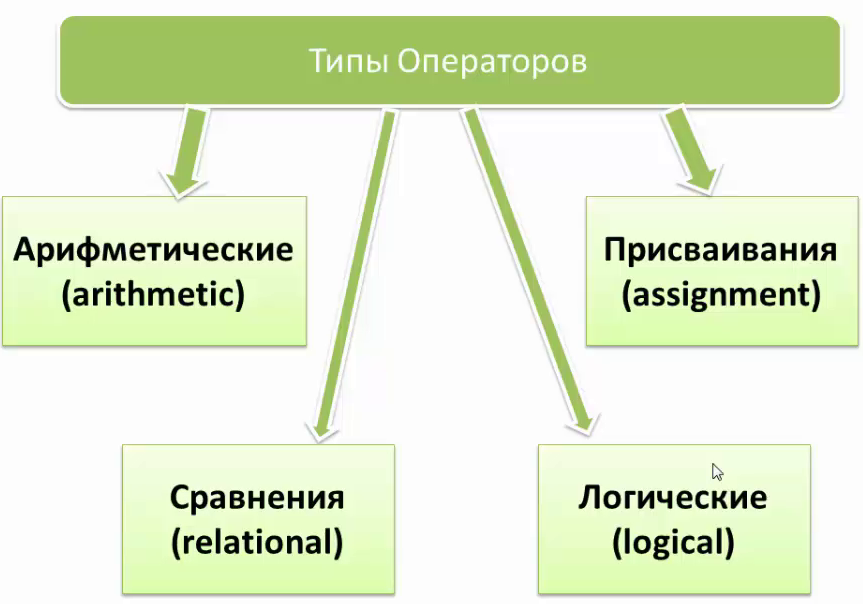 Типы Операторов
Арифметические
(arithmetic)
Присваивания
(assignment)
Сравнения
(relational)
Логические
(logical)